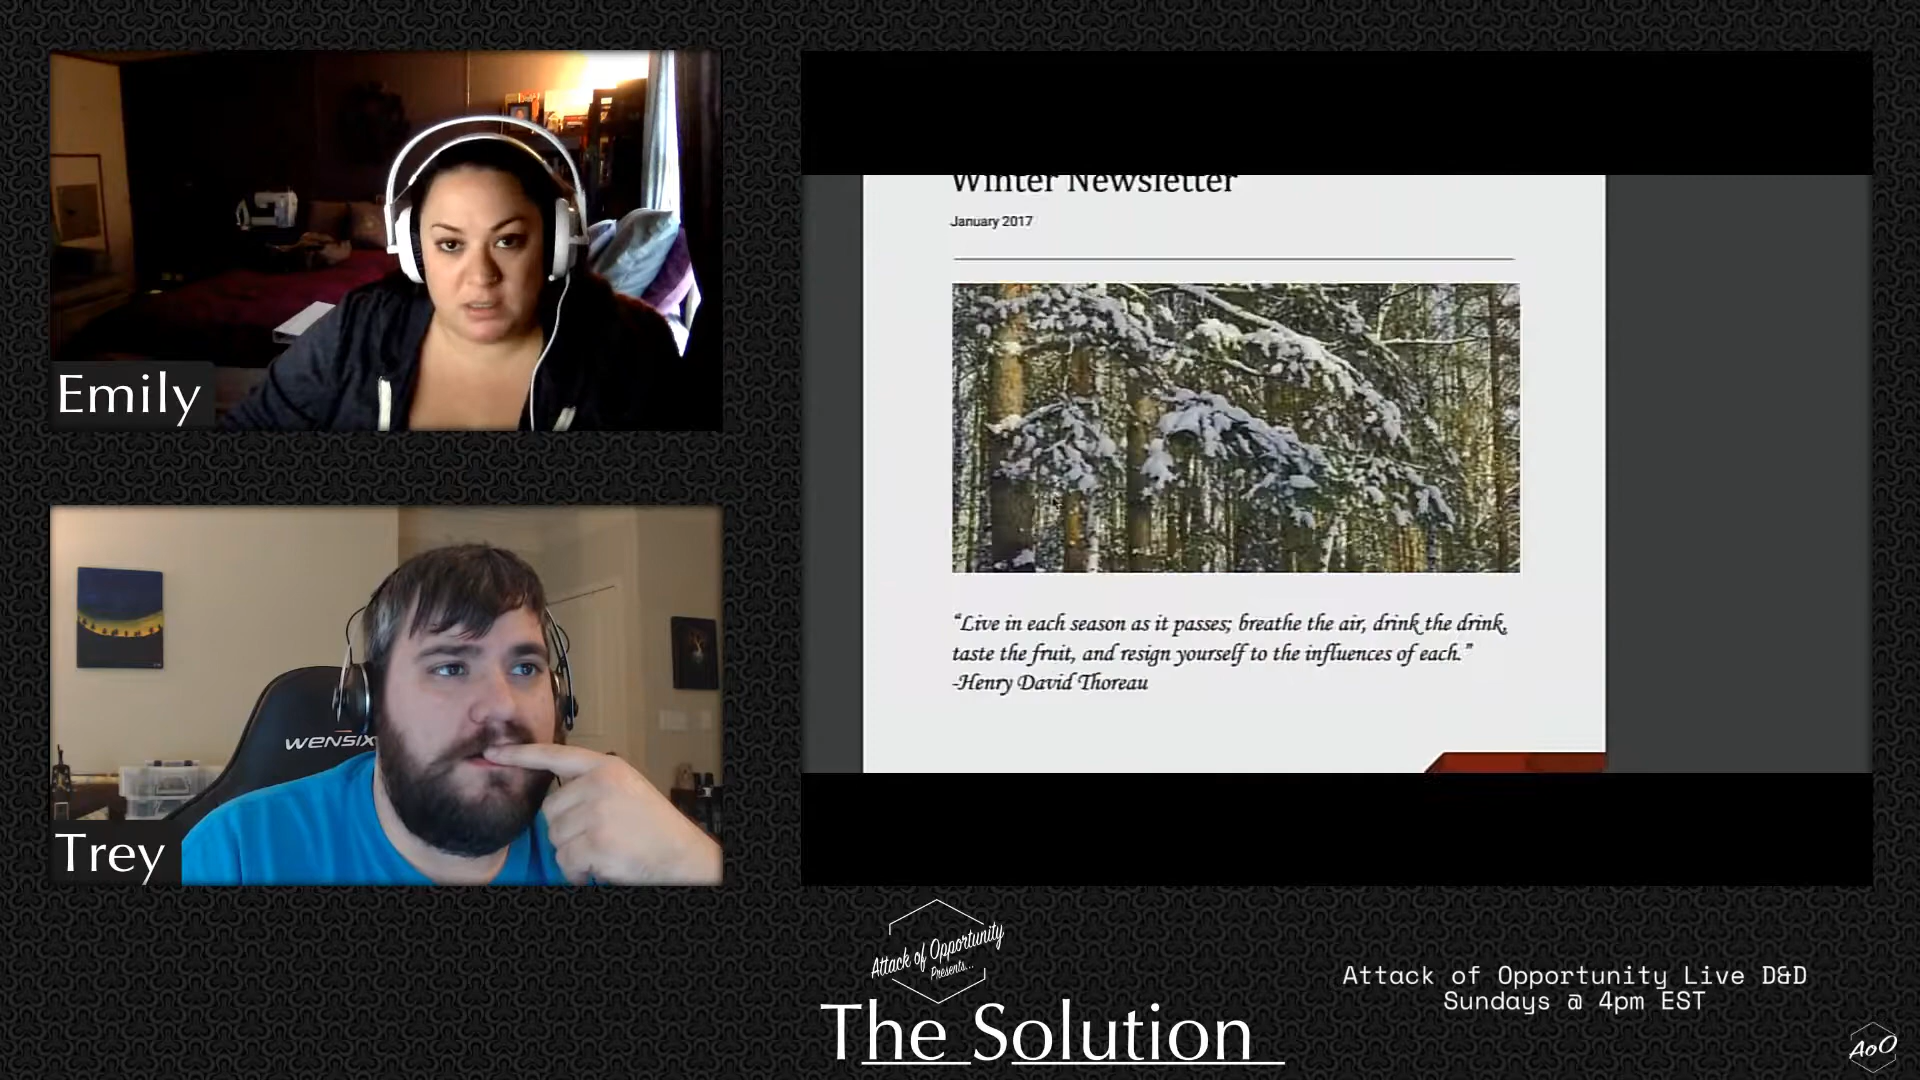 Emily
WENSIX
Trey
Winter Newsletter
January 2017
“Live in each season as it passes; breathe the air, drink the drink,
taste the fruit, and resign yourself to the influences of each.”
-Henry David Thoreau
Attack of Opportunity
Presents...
The Solution
Attack of Opportunity Live D&D
Sundays @ 4pm EST
AoO